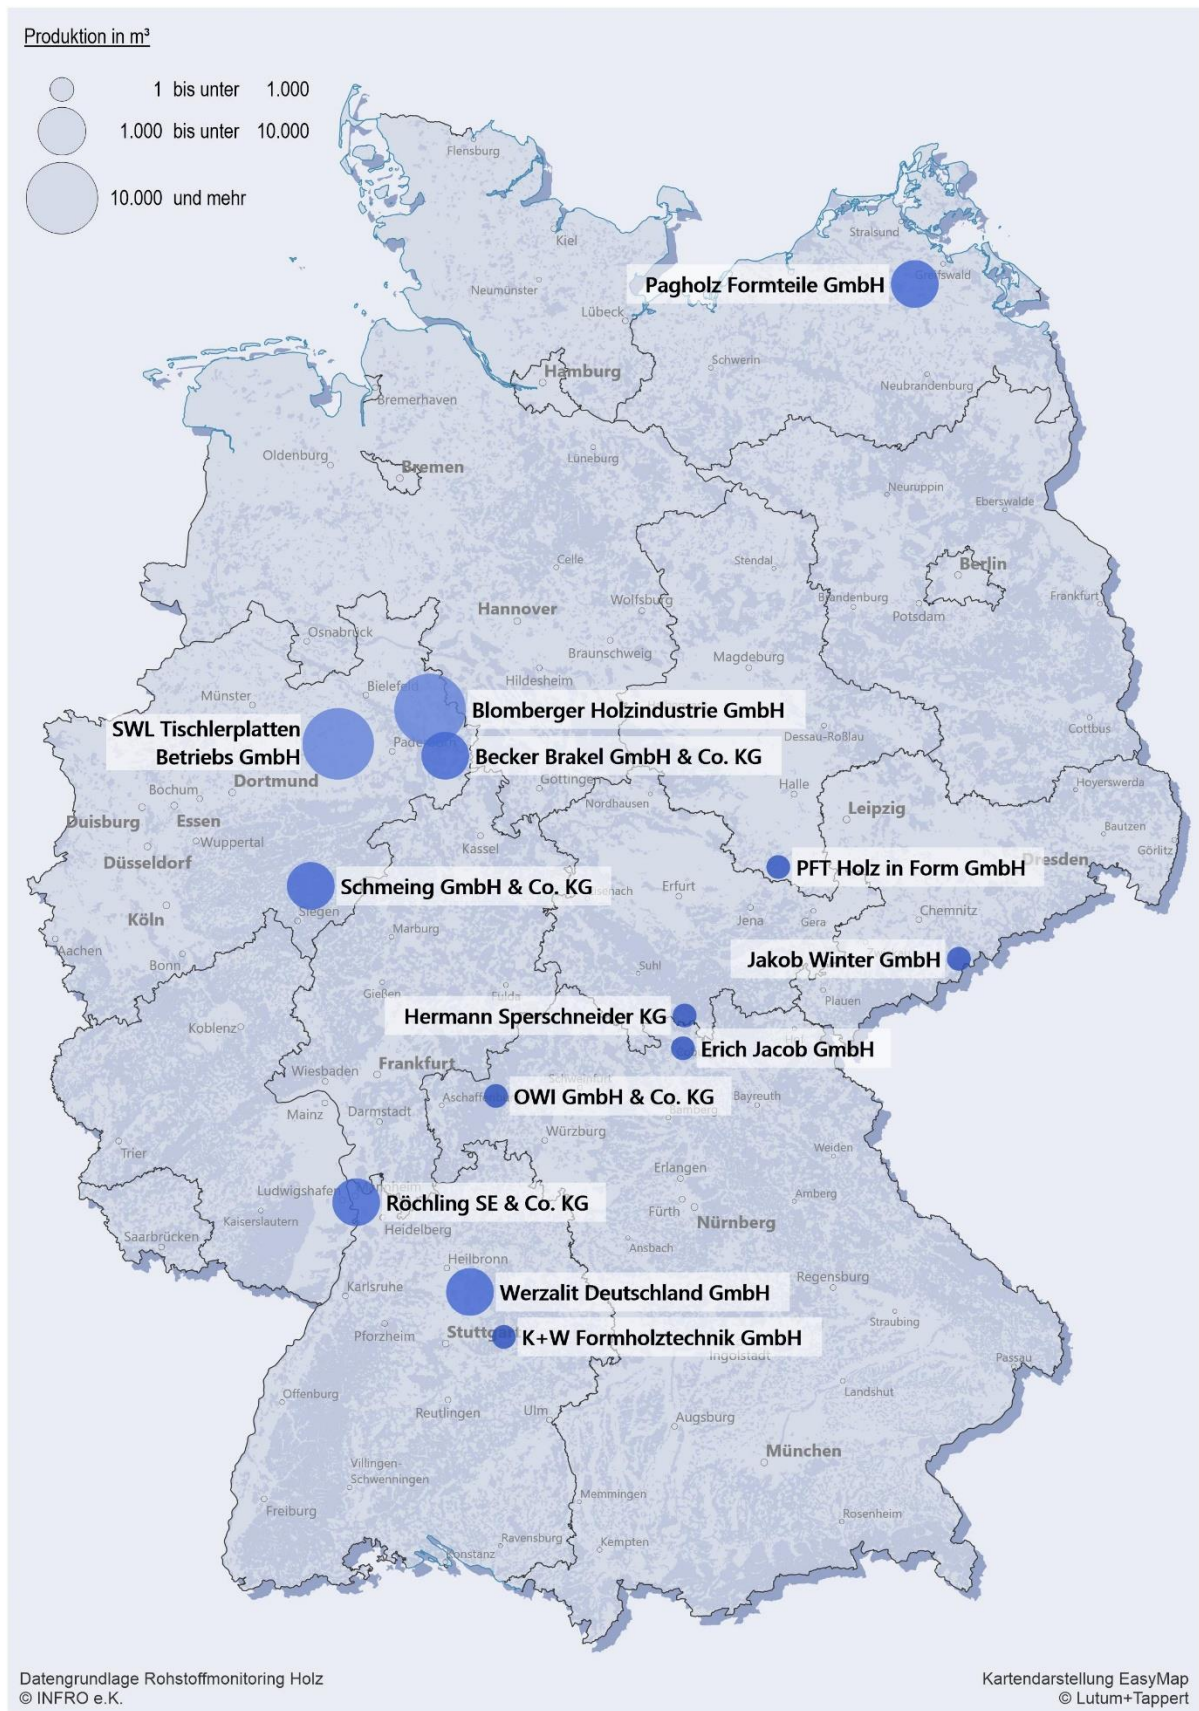 Produktion in m³
1 bis unter 1.000
1.000 bis unter 10.000
10.000 und mehr
Flensburg
Kiel
Stralsund
Greifswald
Pagholz Formteile GmbH
Neumünster
Lübeck
Schwerin
Hamburg
Neubrandenburg
Bremerhaven
Oldenburg
Bremen
Lüneburg
Neuruppin
Eberswalde
Celle
Stendal
Berlin
Hannover
Wolfsburg
Brandenburg
Potsdam
Frankfurt
Osnabrück
Braunschweig
Magdeburg
Hildesheim
Münster
Bielefeld
Blomberger Holzindustrie GmbH
SWL Tischlerplatten
Betriebs GmbH
Cottbus
Dessau-Roßlau
Becker Brakel GmbH & Co. KG
Dortmund
Göttingen
Halle
Hoyerswerda
Bochum
Nordhausen
Leipzig
Duisburg
Essen
Bautzen
Wuppertal
Kassel
Görlitz
Düsseldorf
PFT Holz in Form GmbH
Dresden
Schmeing GmbH & Co. KG
Erfurt
Siegen
Köln
Jena
Gera
Chemnitz
Marburg
Aachen
Bonn
Jakob Winter GmbH
Suhl
Gießen
Fulda
Plauen
Hermann Sperschneider KG
Koblenz
Erich Jacob GmbH
Frankfurt
Wiesbaden
Schweinfurt
Aschaffenburg
OWI GmbH & Co. KG
Bayreuth
Mainz
Darmstadt
Bamberg
Würzburg
Trier
Weiden
Erlangen
Ludwigshafen
Amberg
Röchling SE & Co. KG
Fürth
Kaiserslautern
Nürnberg
Heidelberg
Saarbrücken
Ansbach
Heilbronn
Karlsruhe
Regensburg
Werzalit Deutschland GmbH
Straubing
Pforzheim
Stuttgart
K+W Formholztechnik GmbH
Ingolstadt
Passau
Offenburg
Landshut
Reutlingen
Ulm
Augsburg
München
Villingen-
Schwenningen
Memmingen
Freiburg
Rosenheim
Ravensburg
Kempten
Konstanz
Datengrundlage Rohstoffmonitoring Holz
© INFRO e.K.
Kartendarstellung EasyMap
© Lutum+Tappert